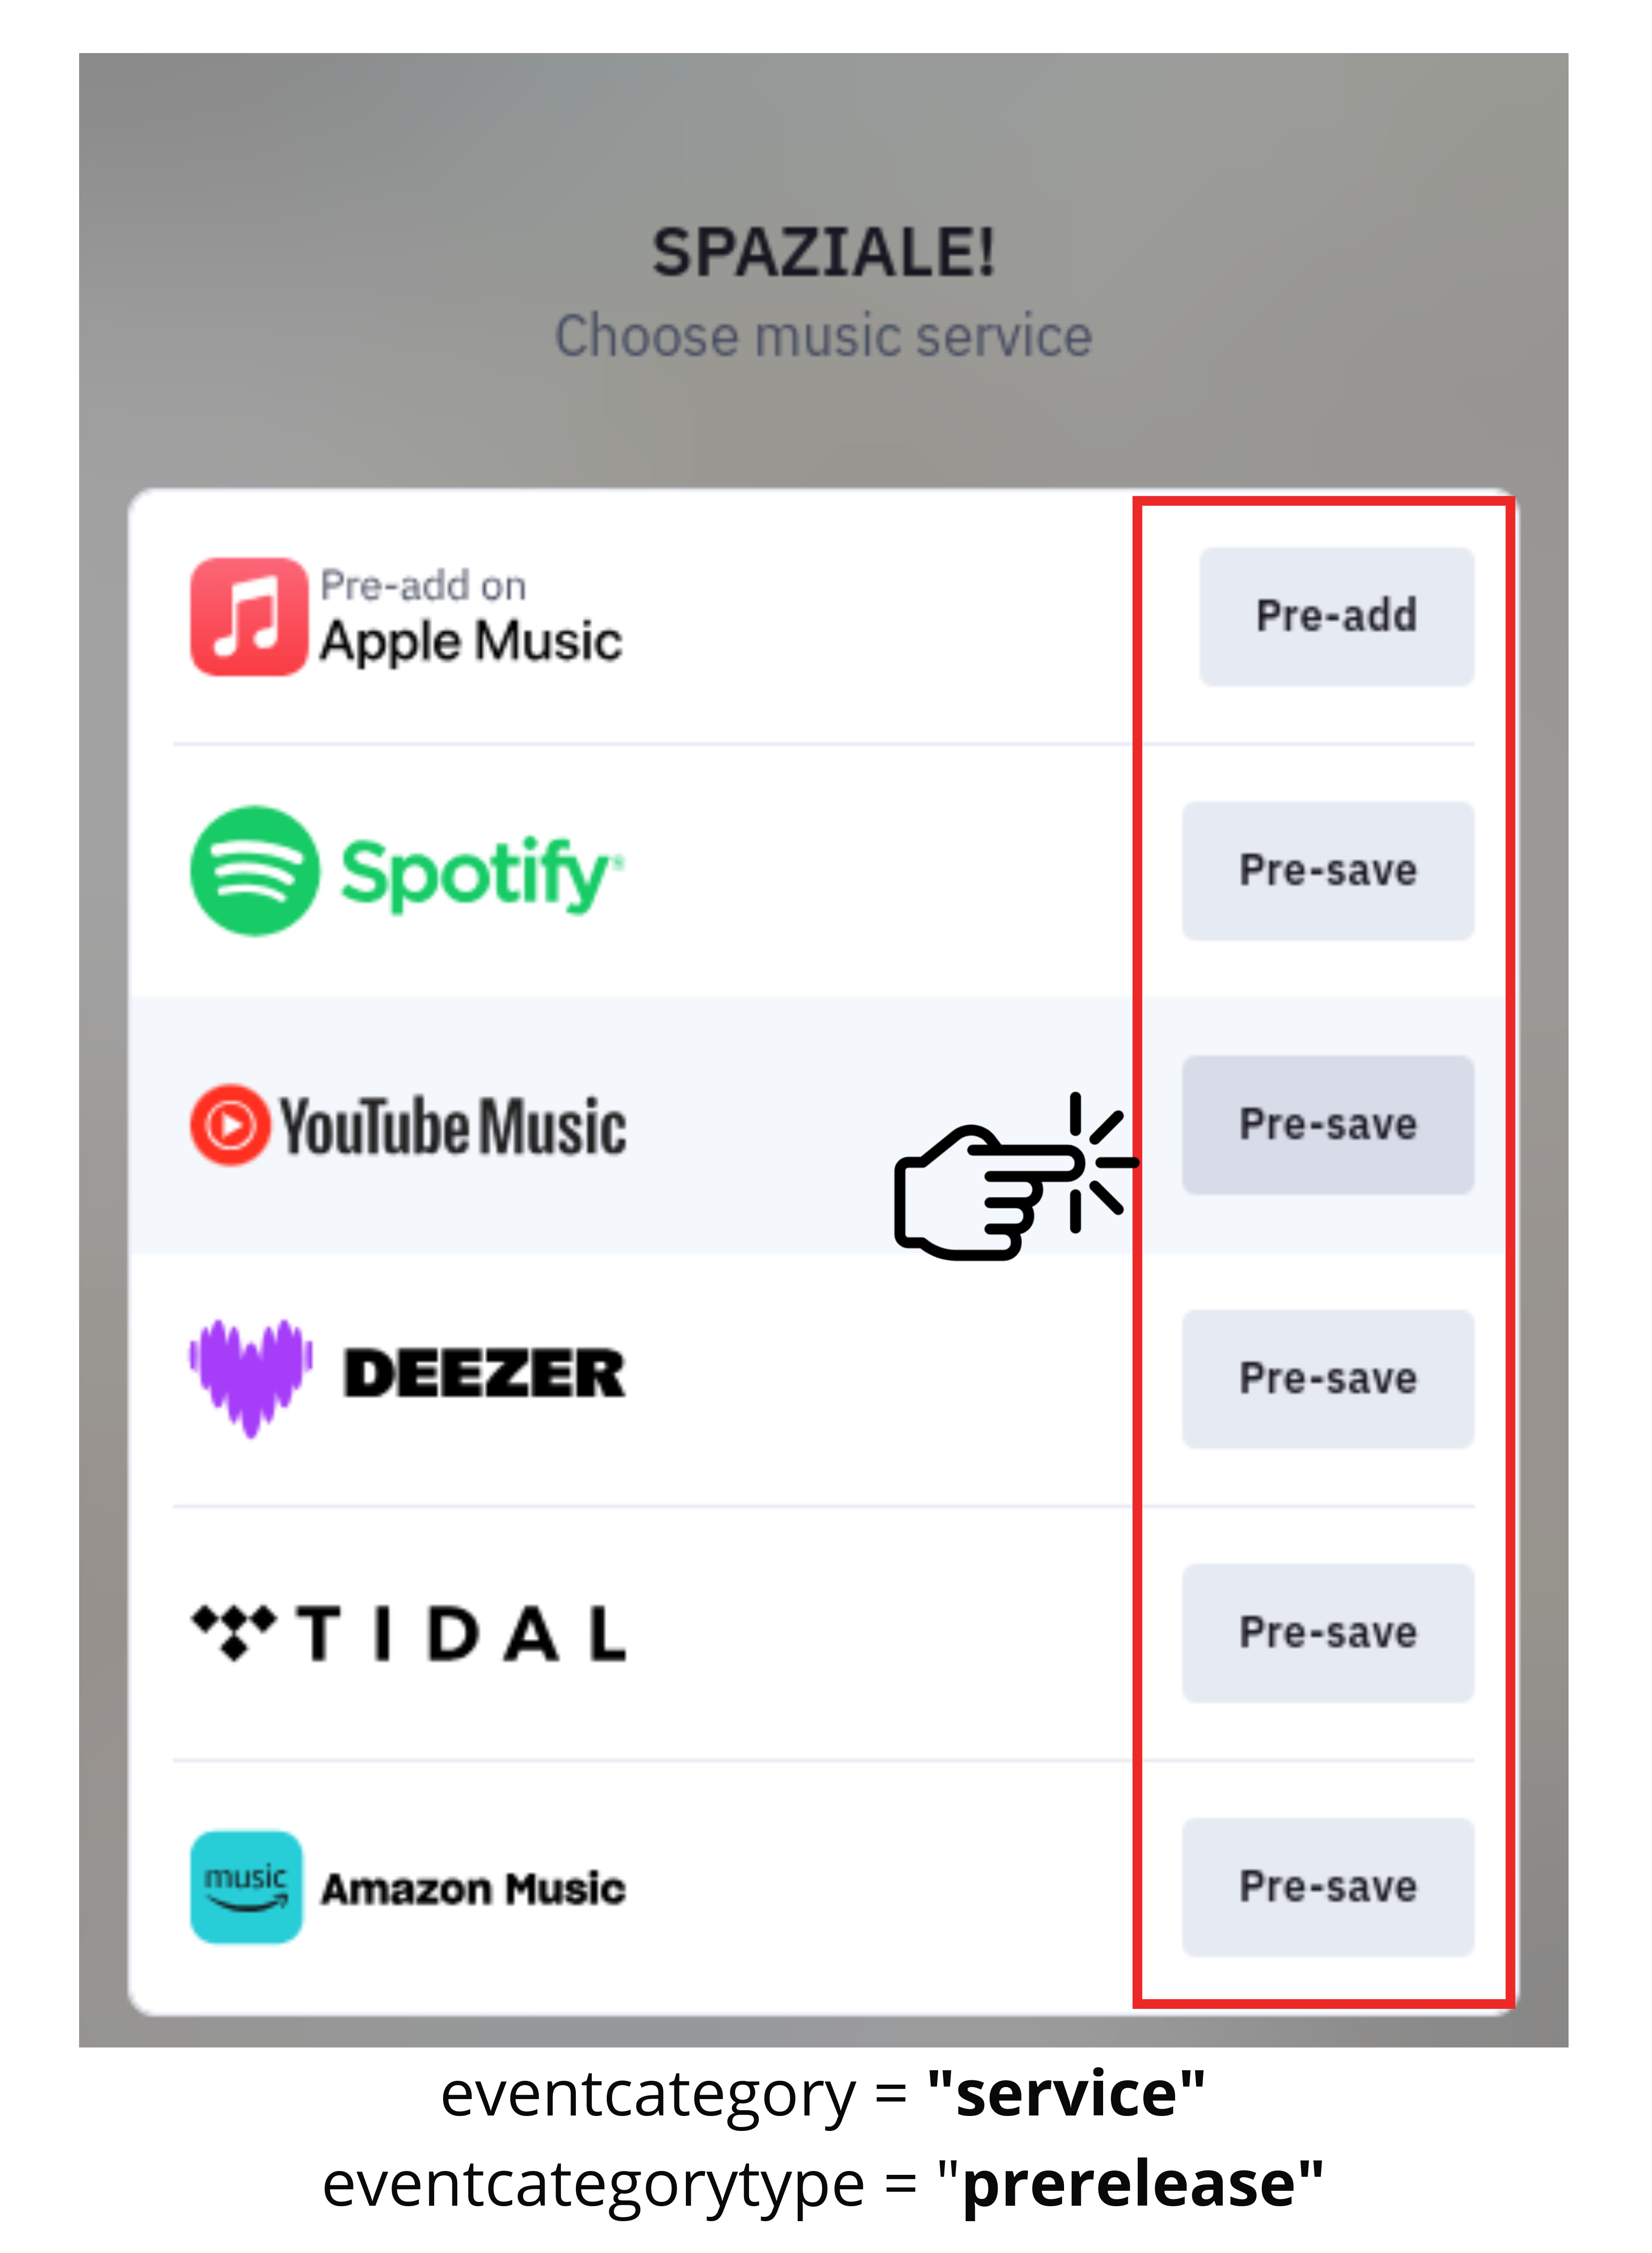 SPAZIALE!
Choose music service
Pre-add on
Apple Music
Pre-add
Spotify
Pre-save
YouTube Music
Pre-save
DEEZER
Pre-save
TIDAL
Pre-save
music
Amazon Music
Pre-save
eventcategory = "service"
eventcategorytype = "prerelease"